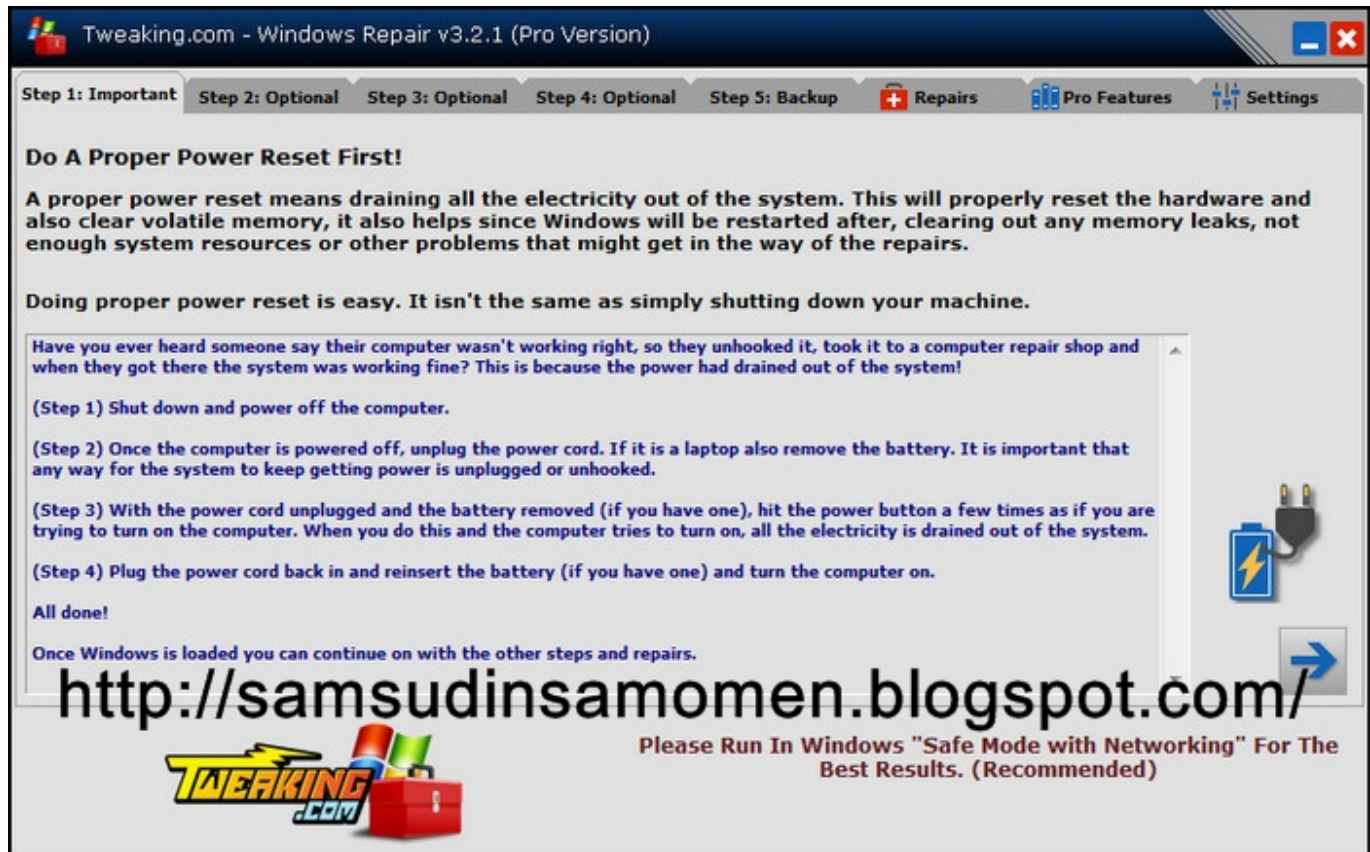 Tweaking.com - Windows Repair v3.2.1 (Pro Version)
Step 1: Important
Step 2: Optional
Step 3: Optional
Step 4: Optional
Step 5: Backup
Repairs
Pro Features
Settings
Do A Proper Power Reset First!
A proper power reset means draining all the electricity out of the system. This will properly reset the hardware and
also clear volatile memory, it also helps since Windows will be restarted after, clearing out any memory leaks, not
enough system resources or other problems that might get in the way of the repairs.
Doing proper power reset is easy. It isn't the same as simply shutting down your machine.
Have you ever heard someone say their computer wasn't working right, so they unhooked it, took it to a computer repair shop and
when they got there the system was working fine? This is because the power had drained out of the system!
(Step 1) Shut down and power off the computer.
(Step 2) Once the computer is powered off, unplug the power cord. If it is a laptop also remove the battery. It is important that
any way for the system to keep getting power is unplugged or unhooked.
(Step 3) With the power cord unplugged and the battery removed (if you have one), hit the power button a few times as if you are
trying to turn on the computer. When you do this and the computer tries to turn on, all the electricity is drained out of the system.
(Step 4) Plug the power cord back in and reinsert the battery (if you have one) and turn the computer on.
All done!
Once Windows is loaded you can continue on with the other steps and repairs.
http://samsudinsamomen.blogspot.com/
TWEAKING
.COM
Please Run In Windows "Safe Mode with Networking" For The
Best Results. (Recommended)